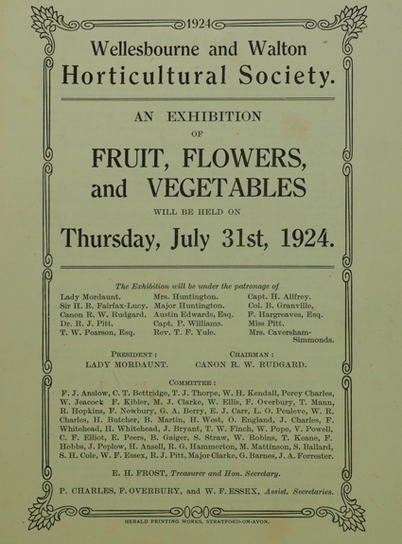 1924
Wellesbourne and Walton
Horticultural Society.
AN EXHIBITION
OF
FRUIT, FLOWERS,
and VEGETABLES
WILL BE HELD ON
Thursday, July 31st, 1924.
The Exhibition will be under the patronage of
Lady Mordaunt. Mrs. Huntington. Capt. H. Allfrey.
Sir H. R. Fairfax-Lucy. Major Huntington. Col. B. Granville,
Canon R. W. Rudgard. Austin Edwards, Esq. F. Hargreaves, Esq.
Dr. R. J. Pitt. Capt. P. Williams. Miss Pitt.
T. W. Pearson, Esq. Rev. T. F. Yule. Mrs. Caversham-
Simmonds.
PRESIDENT: CHAIRMAN:
LADY MORDAUNT. CANON R. W. RUDGARD.
COMMITTEE:
F. J. Anslow, C. T. Bettridge, T. J. Thorpe, W. H. Kendall, Percy Charles,
W. Jeacock F. Kibler, M. J. Clarke, W. Ellis, F. Overbury, T. Mann,
R. Hopkins, F. Newbury, G. A. Berry, E. J. Carr, L. O. Pouleve, W. R.
Charles, H. Butcher, B. Martin, H. West, O. England, J. Charles, F.
Whitehead, H. Whitehead, J. Bryant, T. W. Finch, W. Pope, V. Powell,
C. F. Elliot, E. Peers, B. Gaiger, S. Straw, W. Robins, T. Keane, F.
Hobbs, J. Peplow, H. Ansell, R. G. Hammerton, M. Mattinson, S. Ballard,
S. H. Cole, W. F. Essex, R. J. Pitt, Major Clarke, G. Barnes, J. A. Forrester.
E. H. FROST, Treasurer and Hon. Secretary.
P. CHARLES, F. OVERBURY, and W. F. ESSEX, Assist. Secretaries.
HERALD PRINTING WORKS, STRATFORD-ON-AVON.